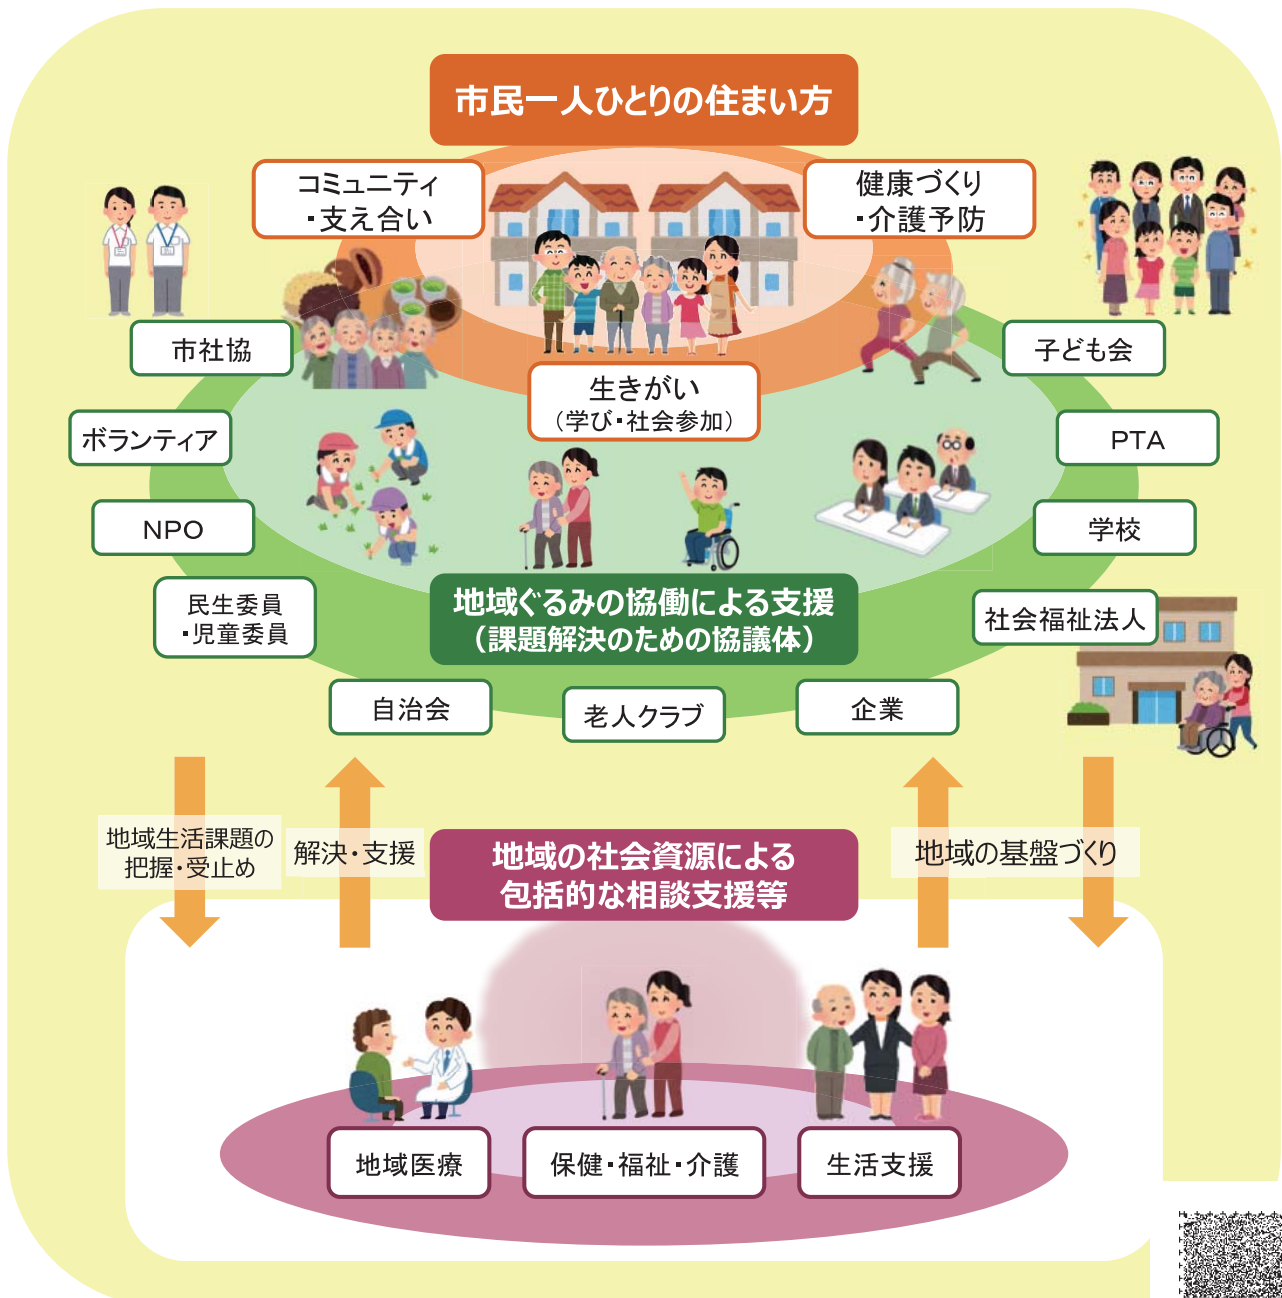 市民一人ひとりの住まい方
コミュニティ
・支え合い
健康づくり
・介護予防
生きがい
（学び・社会参加）
市社協
子ども会
ボランティア
PTA
NPO
学校
民生委員
・児童委員
社会福祉法人
地域ぐるみの協働による支援
（課題解決のための協議体）
自治会
老人クラブ
企業
地域生活課題の
把握・受止め
解決・支援
地域の社会資源による
包括的な相談支援等
地域の基盤づくり
地域医療
保健・福祉・介護
生活支援